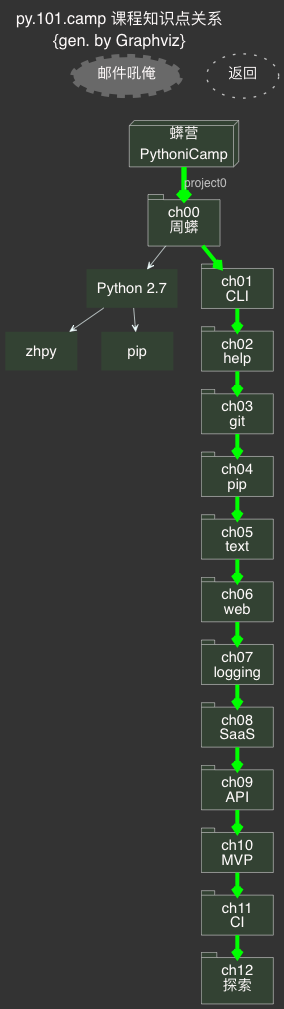 py.101.camp 课程知识点关系
{gen. by Graphviz}
邮件吼俺
返回
蟒营
PythoniCamp
project0
ch00
周蟒
Python 2.7
ch01
CLI
zhpy
pip
ch02
help
ch03
git
ch04
pip
ch05
text
ch06
web
ch07
logging
ch08
SaaS
ch09
API
ch10
MVP
ch11
CI
ch12
探索